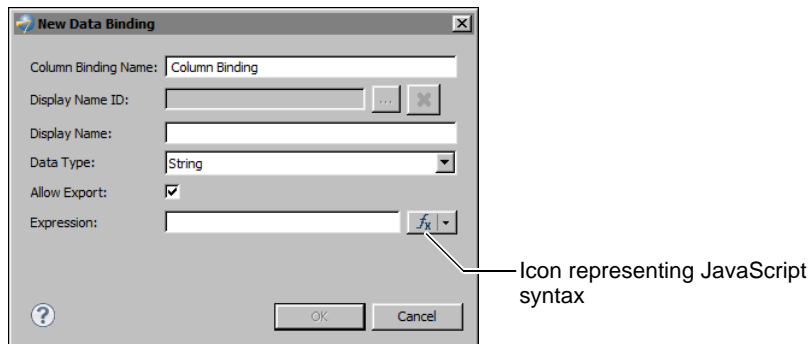 New Data Binding
Column Binding Name: Column Binding
Display Name ID: ...
Display Name:
Data Type: String
Allow Export:
Expression: fx
Icon representing JavaScript
syntax
? OK Cancel